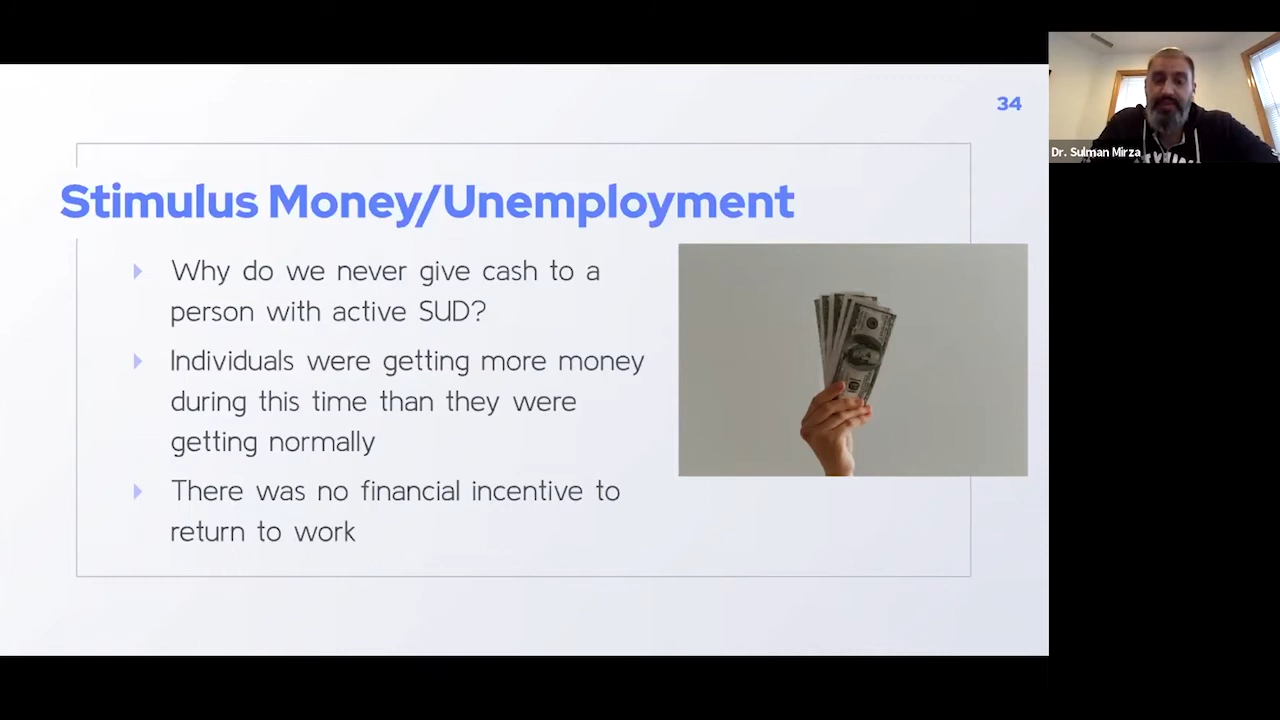 34
Stimulus Money/Unemployment
Why do we never give cash to a
person with active SUD?
Individuals were getting more money
during this time than they were
getting normally
There was no financial incentive to
return to work
Dr. Sulman Mirza